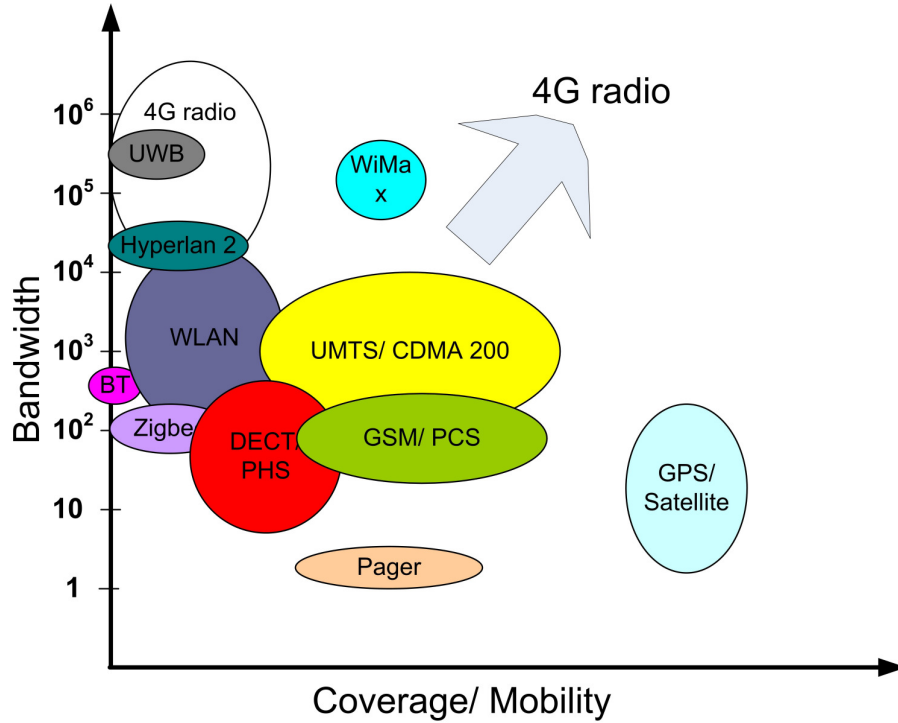 4G radio
10⁶
4G radio
UWB
WiMa
x
10⁵
Hyperlan 2
10⁴
WLAN
UMTS/ CDMA 200
10³
BT
Zigbe
10²
DECT/
PHS
GSM/ PCS
GPS/
Satellite
10
Pager
1
Bandwidth
Coverage/ Mobility